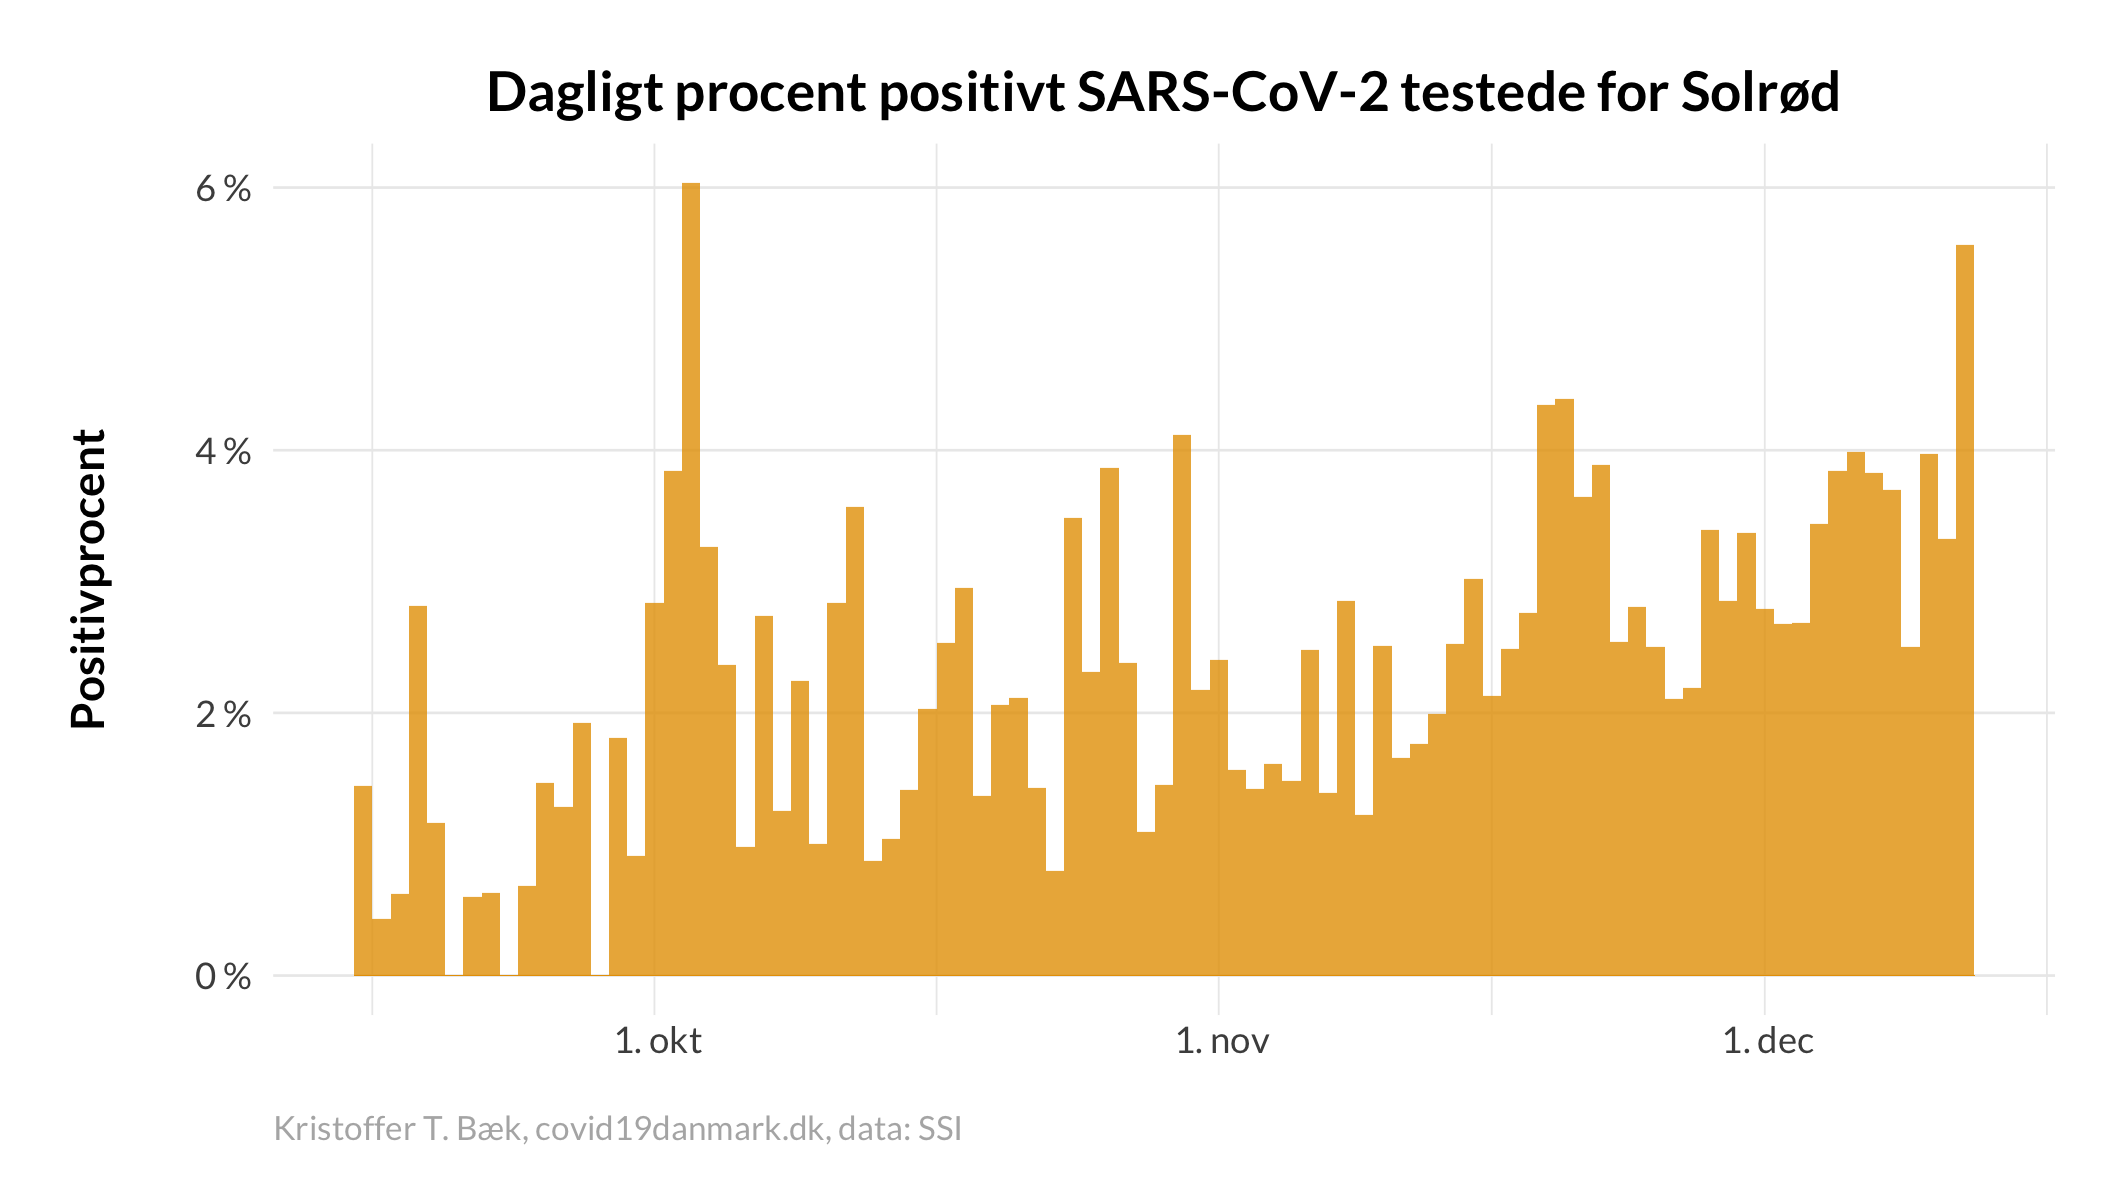 Dagligt procent positivt SARS-CoV-2 testede for Solrød
Positivprocent
6 %
4 %
2 %
0 %
1. okt
1. nov
1. dec
Kristoffer T. Bæk, covid19danmark.dk, data: SSI